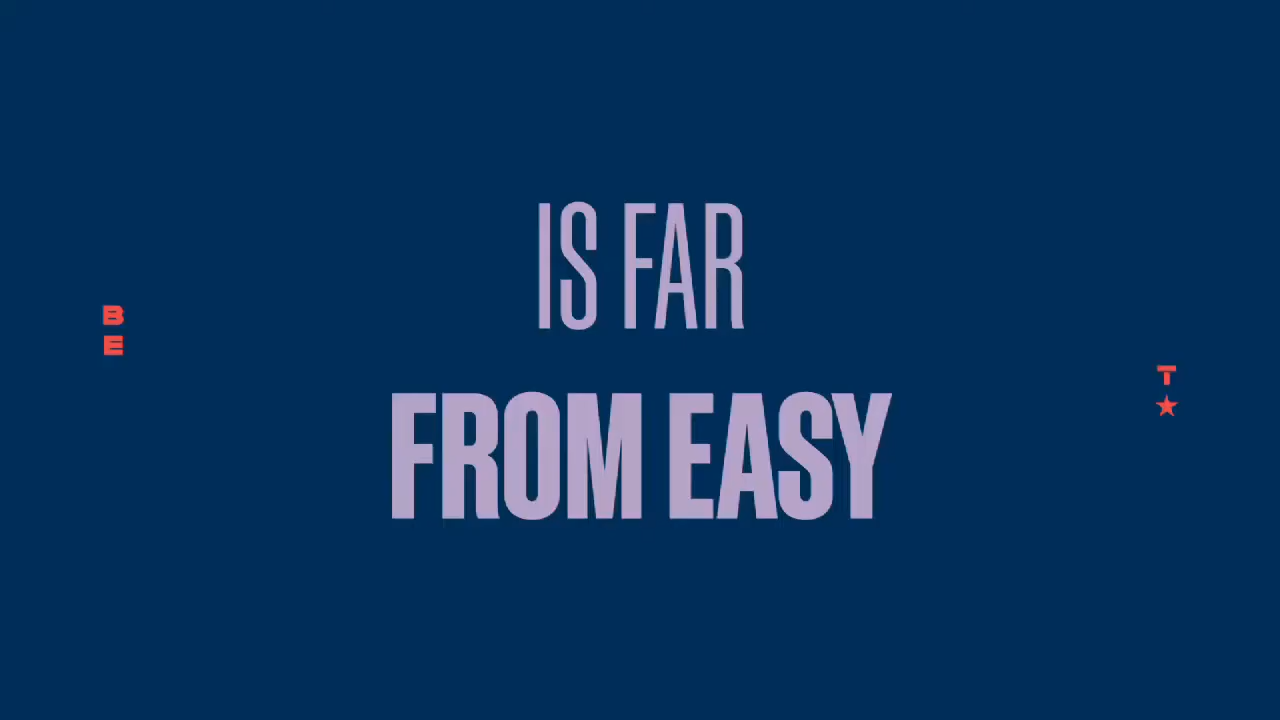 IS FAR
FROM EASY
B
E
T
★